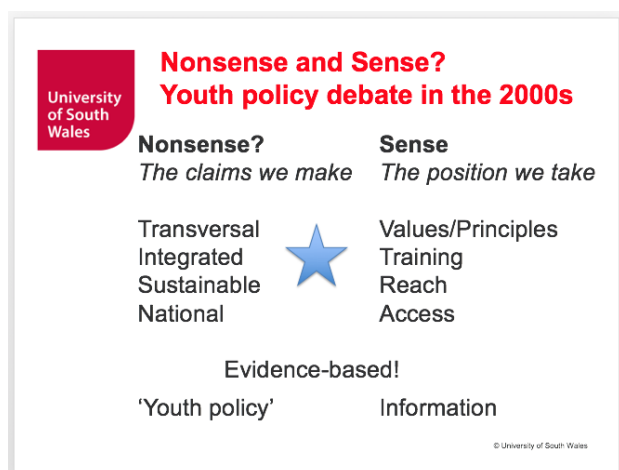 University
of South
Wales
Nonsense and Sense?
Youth policy debate in the 2000s
Nonsense?
The claims we make
Transversal
Integrated
Sustainable
National
Sense
The position we take
Values/Principles
Training
Reach
Access
Evidence-based!
‘Youth policy’
Information
© University of South Wales